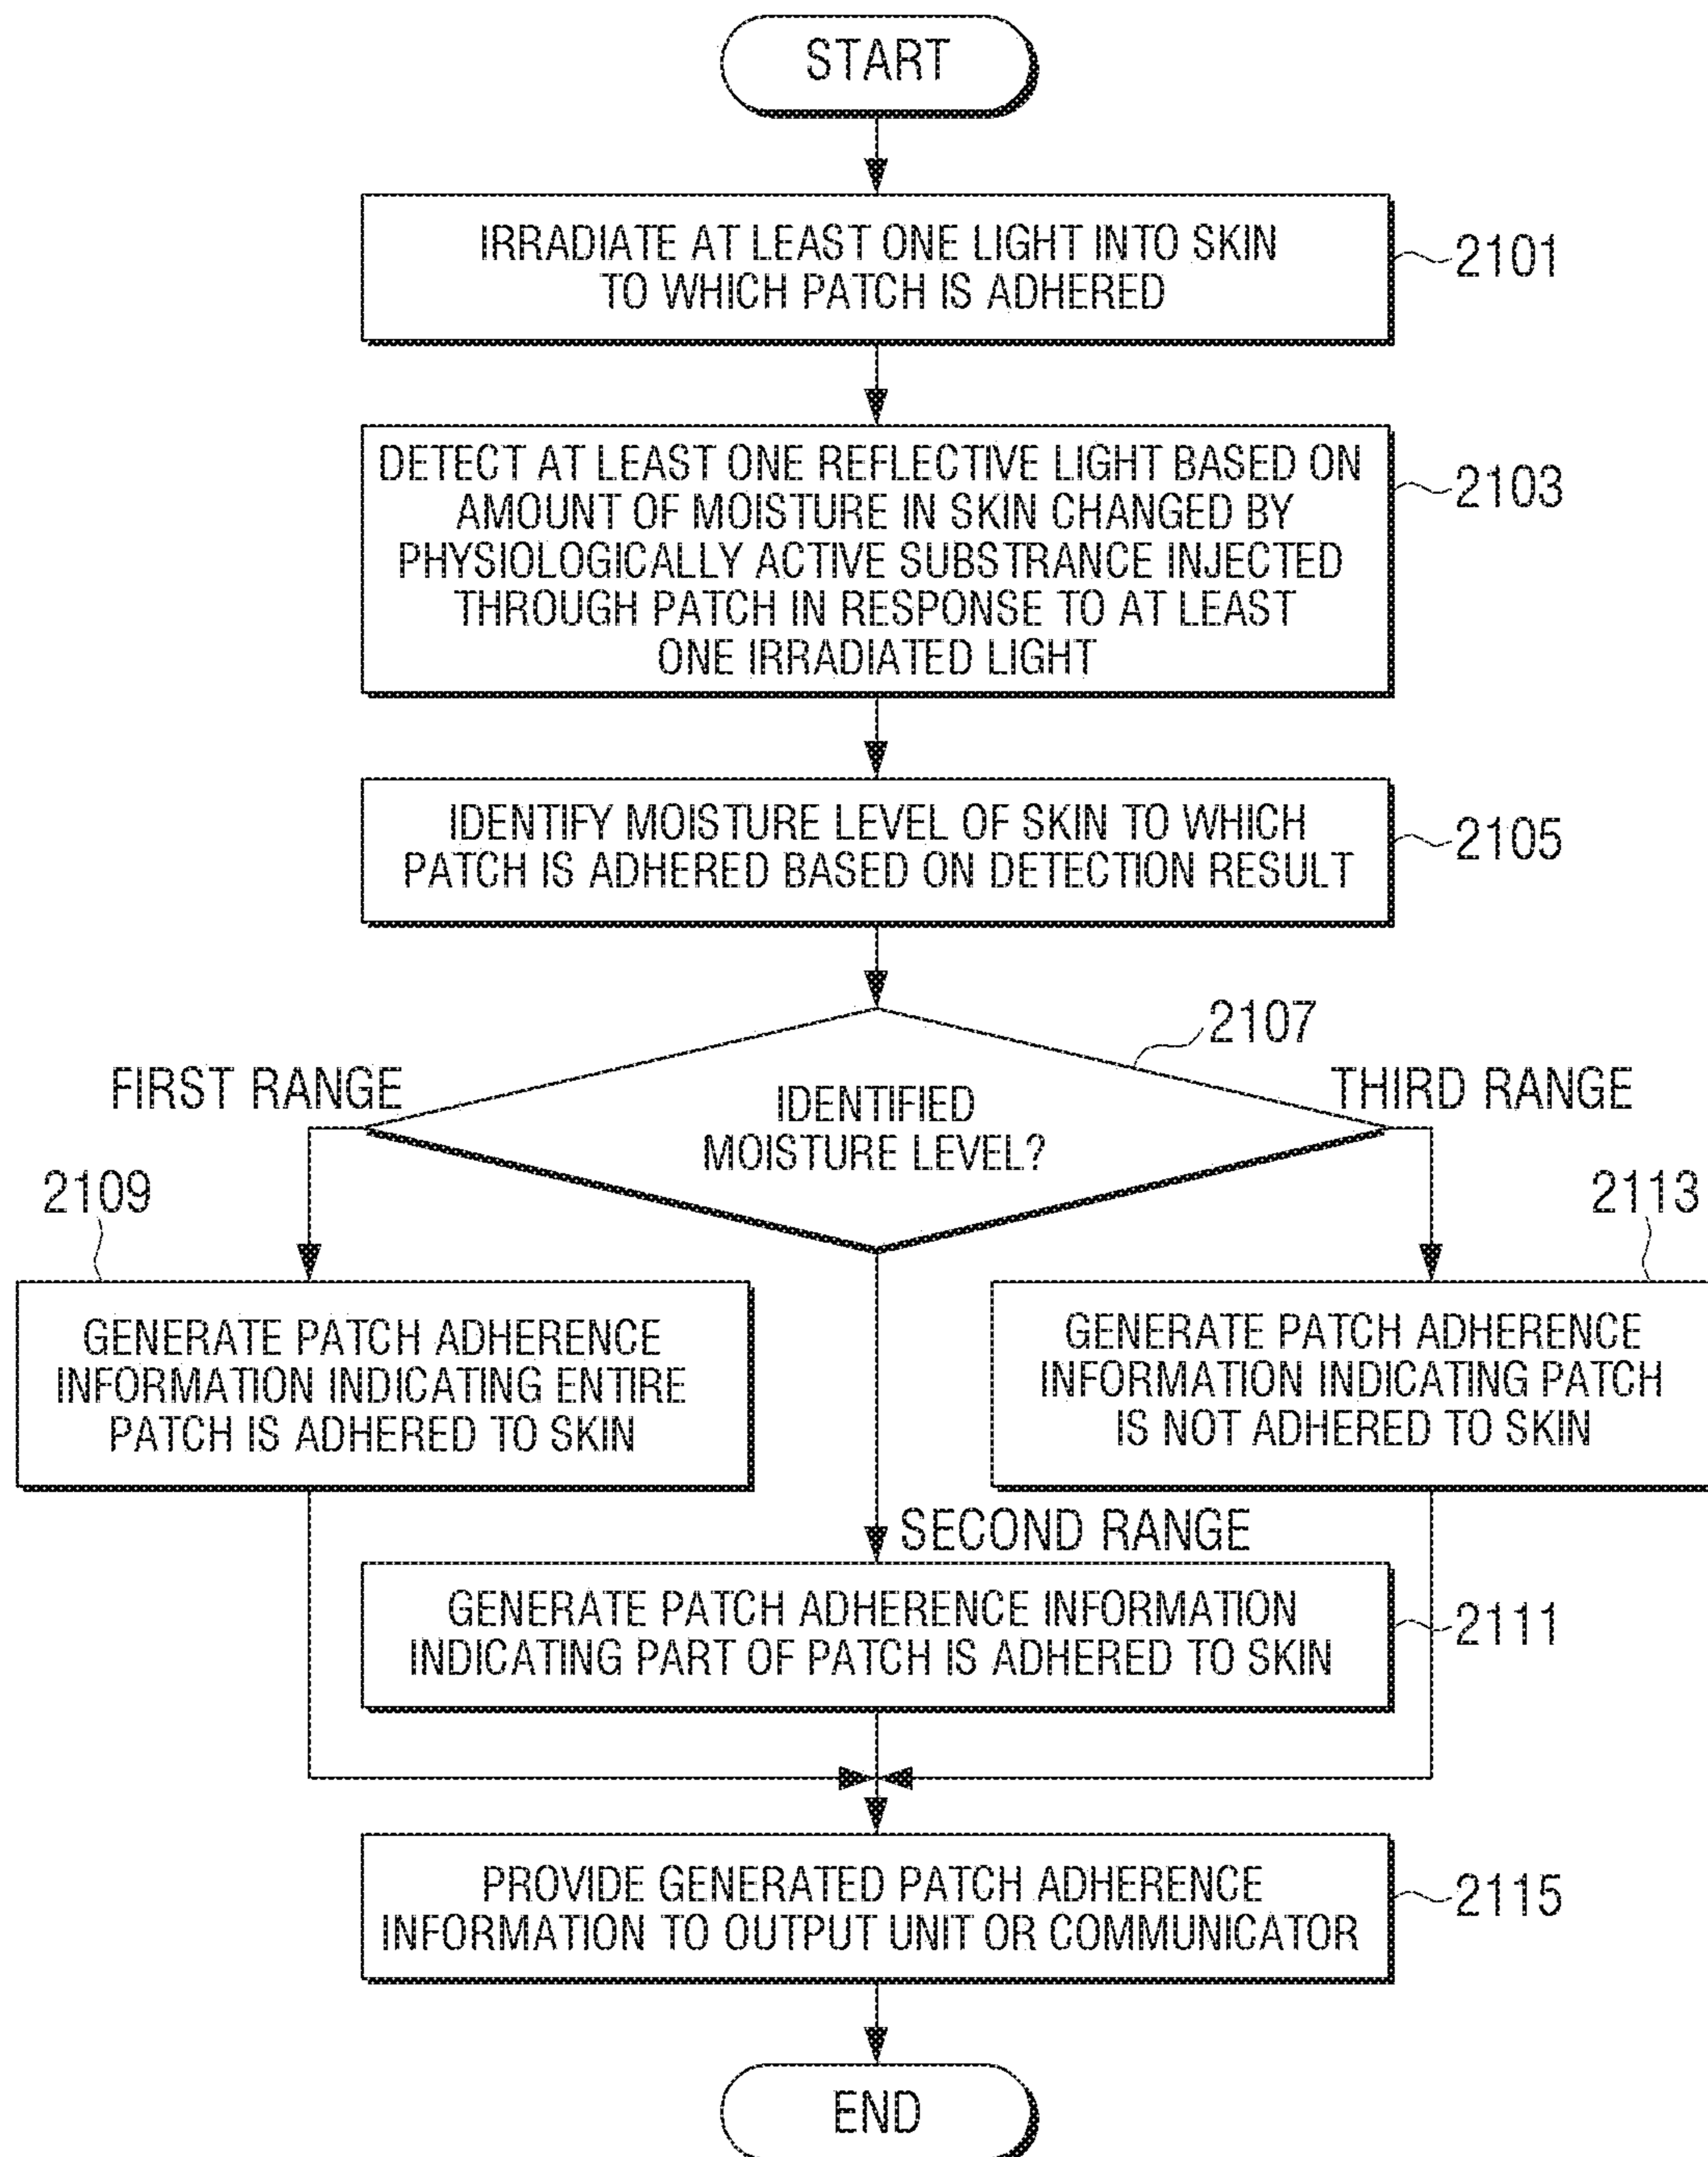 START
IRRADIATE AT LEAST ONE LIGHT INTO SKIN
TO WHICH PATCH IS ADHERED
2101
DETECT AT LEAST ONE REFLECTIVE LIGHT BASED ON
AMOUNT OF MOISTURE IN SKIN CHANGED BY
PHYSIOLOGICALLY ACTIVE SUBSTRANCE INJECTED
THROUGH PATCH IN RESPONSE TO AT LEAST
ONE IRRADIATED LIGHT
2103
IDENTIFY MOISTURE LEVEL OF SKIN TO WHICH
PATCH IS ADHERED BASED ON DETECTION RESULT
2105
2107
FIRST RANGE
THIRD RANGE
IDENTIFIED
MOISTURE LEVEL?
2109
2113
GENERATE PATCH ADHERENCE
INFORMATION INDICATING ENTIRE
PATCH IS ADHERED TO SKIN
GENERATE PATCH ADHERENCE
INFORMATION INDICATING PATCH
IS NOT ADHERED TO SKIN
SECOND RANGE
GENERATE PATCH ADHERENCE INFORMATION
INDICATING PART OF PATCH IS ADHERED TO SKIN
2111
PROVIDE GENERATED PATCH ADHERENCE
INFORMATION TO OUTPUT UNIT OR COMMUNICATOR
2115
END